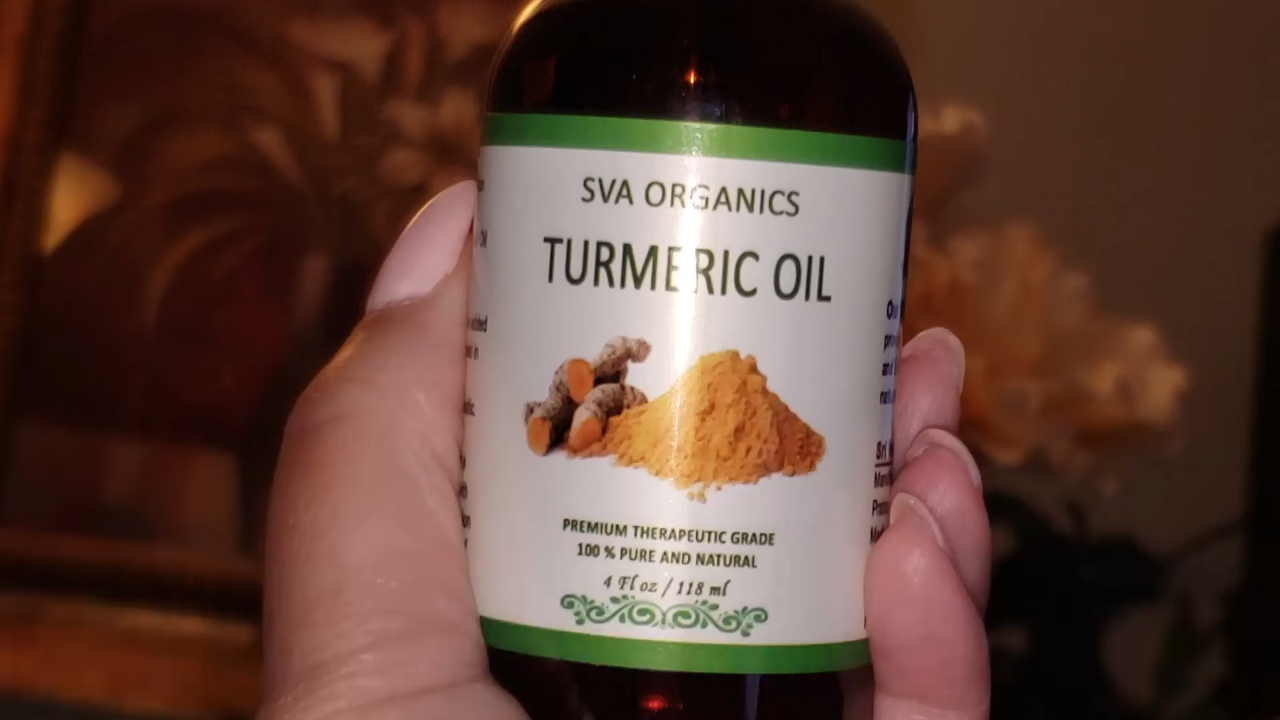 SVA ORGANICS
TURMERIC OIL
PREMIUM THERAPEUTIC GRADE
100 % PURE AND NATURAL
4 Fl oz / 118 ml